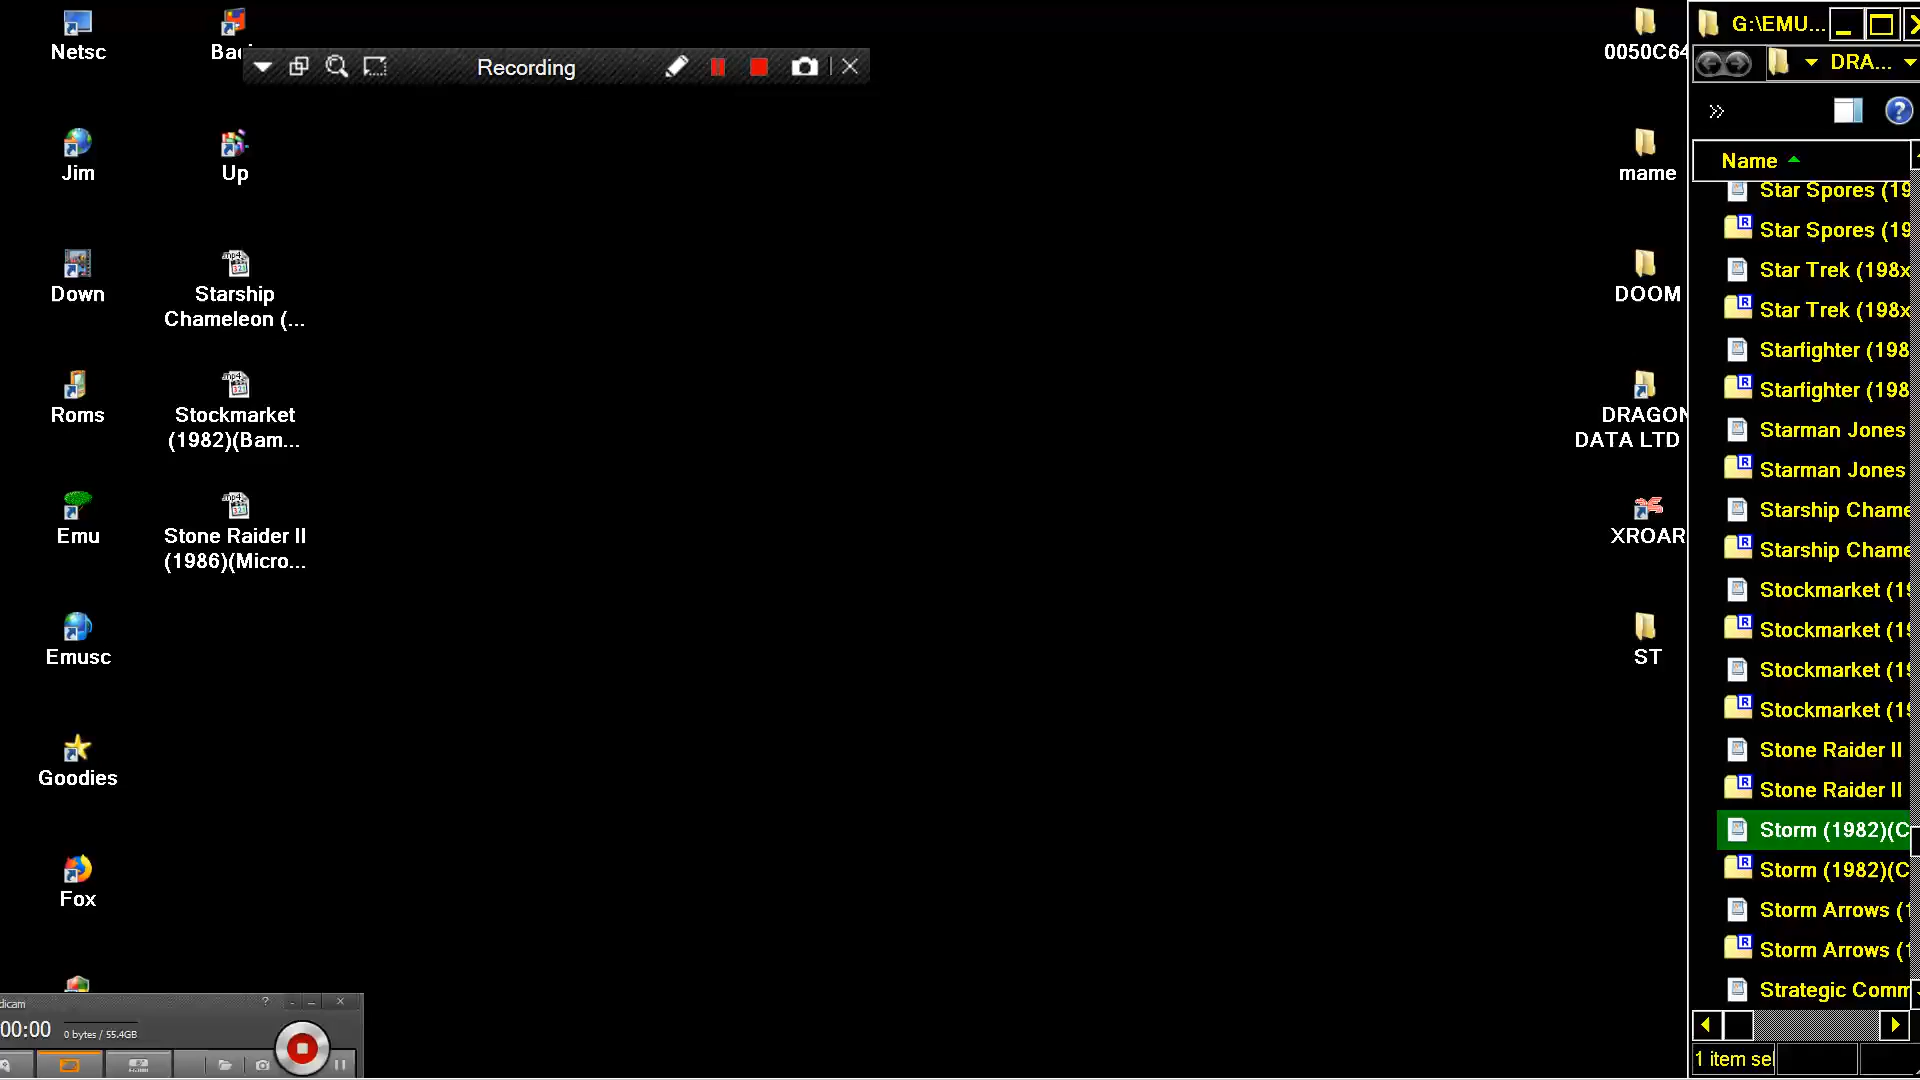 Netsc
Recording
Jim
Up
Down
Starship
Chameleon (...
Roms
Stockmarket
(1982)(Bam...
Emu
Stone Raider II
(1986)(Micro...
Emusc
Goodies
Fox
0050C64
mame
DOOM
DRAGON
DATA LTD
XROAR
ST
G:\EMU...
DRA...
Name
Star Spores (19
Star Spores (19
Star Trek (198x
Star Trek (198x
Starfighter (198
Starfighter (198
Starman Jones
Starman Jones
Starship Chame
Starship Chame
Stockmarket (19
Stockmarket (19
Stockmarket (19
Stockmarket (19
Stone Raider II
Stone Raider II
Storm (1982)(C
Storm (1982)(C
Storm Arrows (1
Storm Arrows (1
Strategic Comm
1 item sel
dicam
00:00
0 bytes / 55.4GB